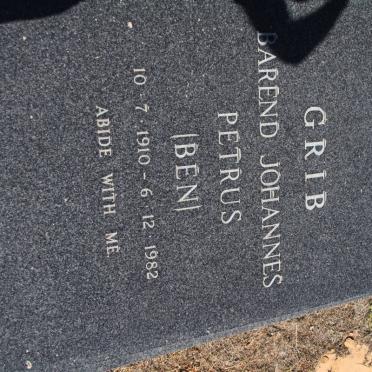 GRIB
BAREND JOHANNES
PETRUS
(BEN)
10 . 7 . 1910 - 6 . 12 . 1982
ABIDE WITH ME